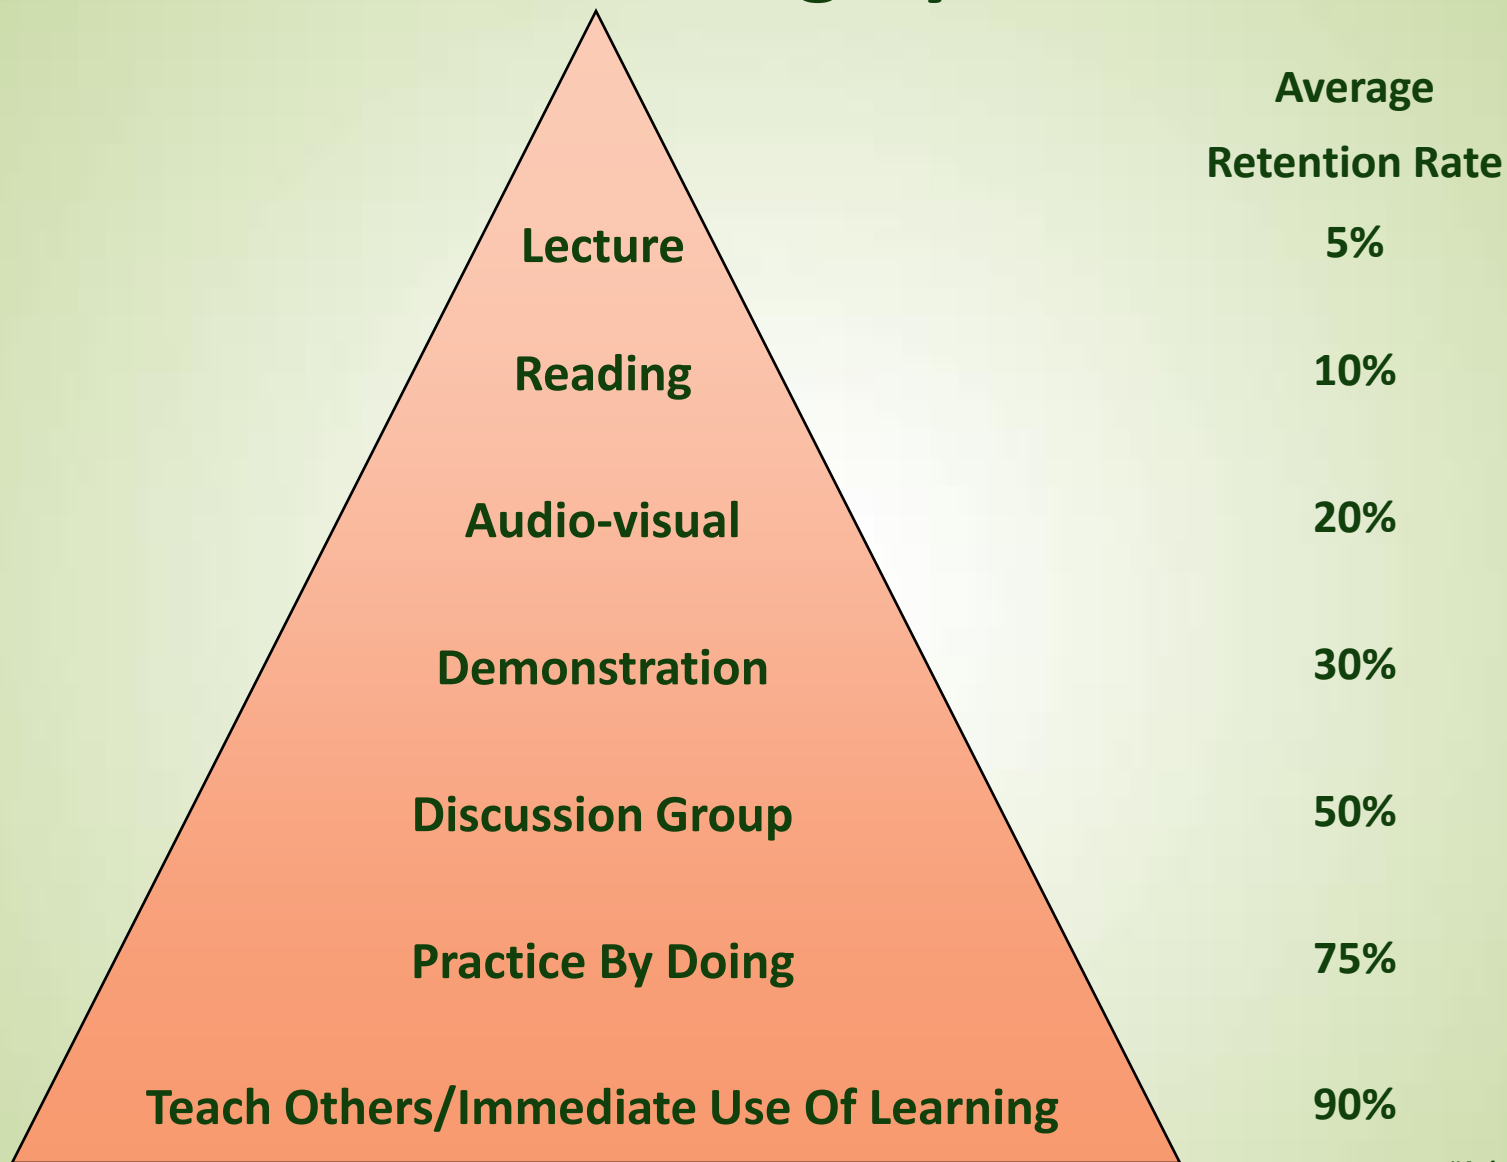 Average
Retention Rate
Lecture 5%
Reading 10%
Audio-visual 20%
Demonstration 30%
Discussion Group 50%
Practice By Doing 75%
Teach Others/Immediate Use Of Learning 90%